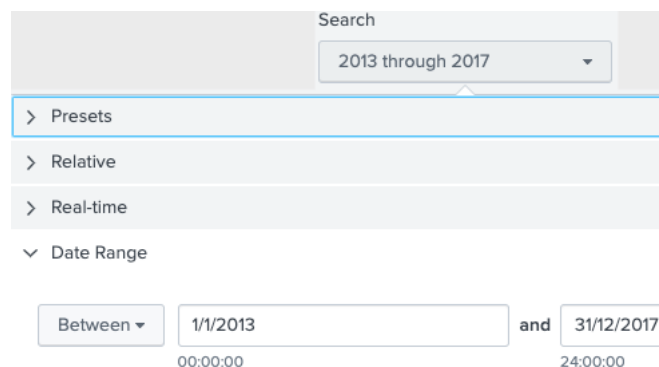 Search
2013 through 2017
Presets
Relative
Real-time
Date Range
Between 1/1/2013 and 31/12/2017
00:00:00 24:00:00